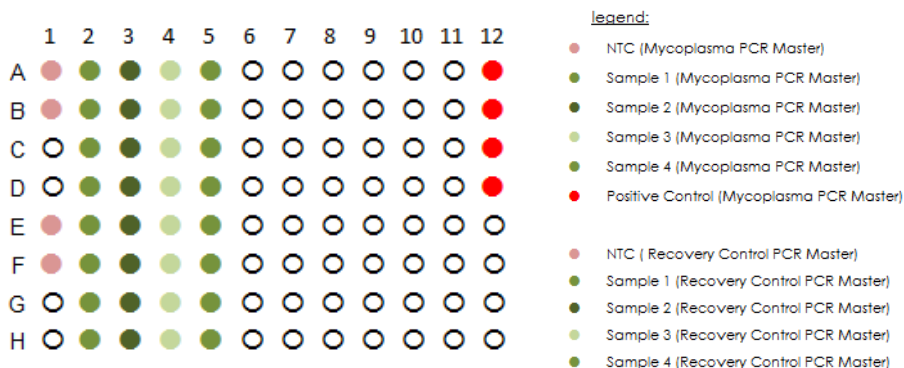 legend:
1 2 3 4 5 6 7 8 9 10 11 12
A
B
C
D
E
F
G
H
NTC (Mycoplasma PCR Master)
Sample 1 (Mycoplasma PCR Master)
Sample 2 (Mycoplasma PCR Master)
Sample 3 (Mycoplasma PCR Master)
Sample 4 (Mycoplasma PCR Master)
Positive Control (Mycoplasma PCR Master)
NTC ( Recovery Control PCR Master)
Sample 1 (Recovery Control PCR Master)
Sample 2 (Recovery Control PCR Master)
Sample 3 (Recovery Control PCR Master)
Sample 4 (Recovery Control PCR Master)